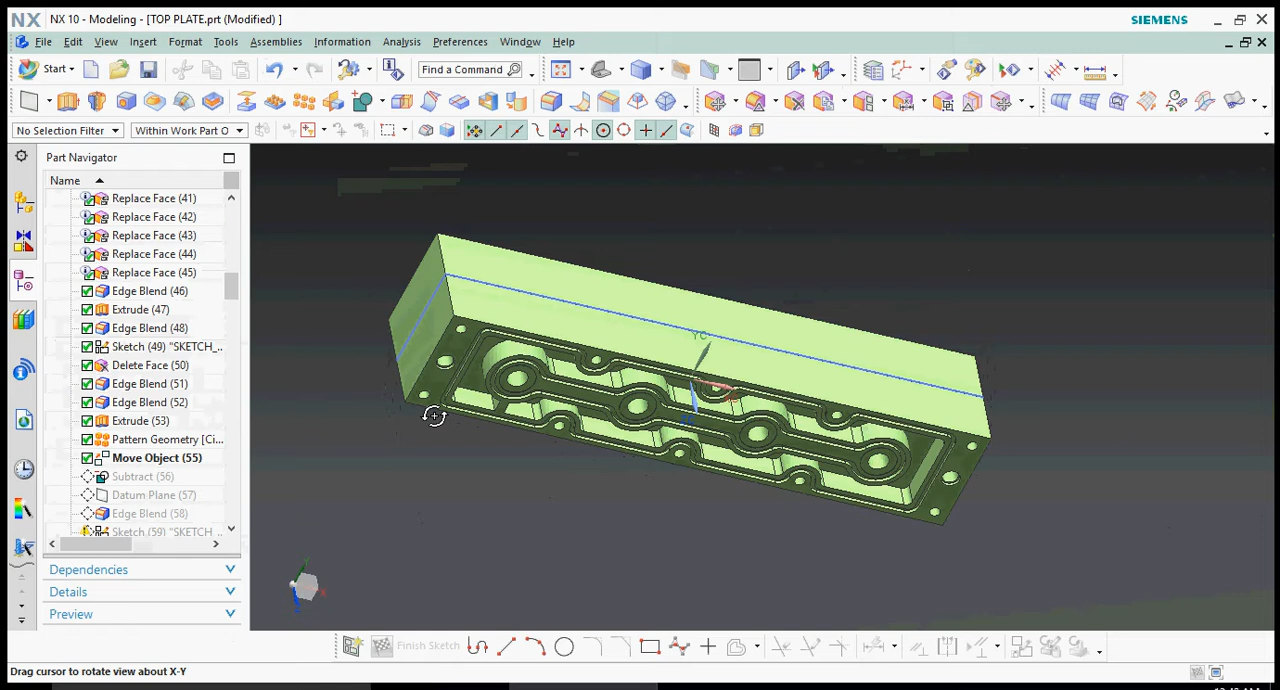 NX NX 10 - Modeling - [TOP PLATE.prt (Modified) ] SIEMENS
File Edit View Insert Format Tools Assemblies Information Analysis Preferences Window Help
Start Find a Command
No Selection Filter Within Work Part O
Part Navigator
Name
Replace Face (41)
Replace Face (42)
Replace Face (43)
Replace Face (44)
Replace Face (45)
Edge Blend (46)
Extrude (47)
Edge Blend (48)
Sketch (49) "SKETCH_..
Delete Face (50)
Edge Blend (51)
Edge Blend (52)
Extrude (53)
Pattern Geometry [Ci..
Move Object (55)
Subtract (56)
Datum Plane (57)
Edge Blend (58)
Sketch (59) "SKETCH_..
Dependencies
Details
Preview
YC
Finish Sketch
Drag cursor to rotate view about X-Y